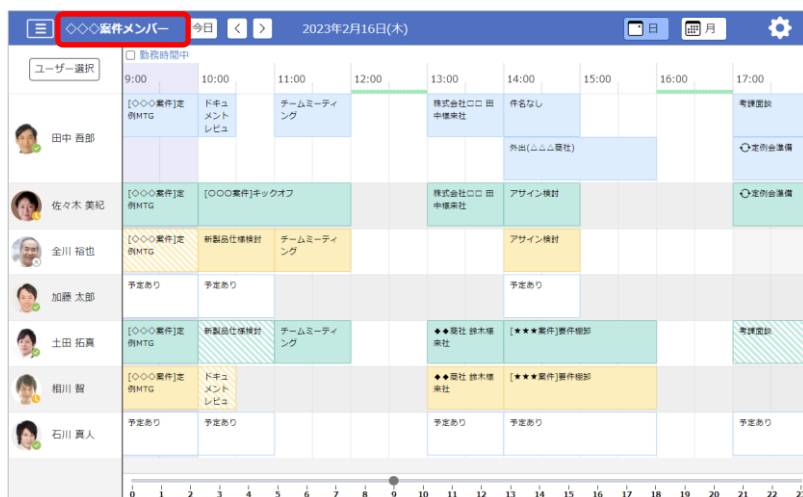 ◇◇◇案件メンバー 今日 < > 2023年2月16日(木) 日 月
ユーザー選択
勤務時間中
9:00 10:00 11:00 12:00 13:00 14:00 15:00 16:00 17:00
田中 吾郎
[◇◇◇案件]定
例MTG
ドキュ
メント
レビュ
チームミーティ
ング
株式会社□□ 田
中様来社
件名なし
外出(△△△商社)
考課面談
定例会準備
佐々木 美紀
[◇◇◇案件]定
例MTG
[○○○案件]キックオフ
株式会社□□ 田
中様来社
アサイン検討
定例会準備
全川 裕也
[◇◇◇案件]定
例MTG
新製品仕様検討
チームミーティ
ング
アサイン検討
加藤 太郎
予定あり
予定あり
予定あり
土田 拓真
[◇◇◇案件]定
例MTG
新製品仕様検討
チームミーティ
ング
◆◆商社 鈴木様
来社
[★★★案件]要件棚卸
考課面談
相川 智
[◇◇◇案件]定
例MTG
ドキュ
メント
レビュ
◆◆商社 鈴木様
来社
[★★★案件]要件棚卸
石川 真人
予定あり
予定あり
予定あり
予定あり
予定あり
0 1 2 3 4 5 6 7 8 9 10 11 12 13 14 15 16 17 18 19 20 21 22